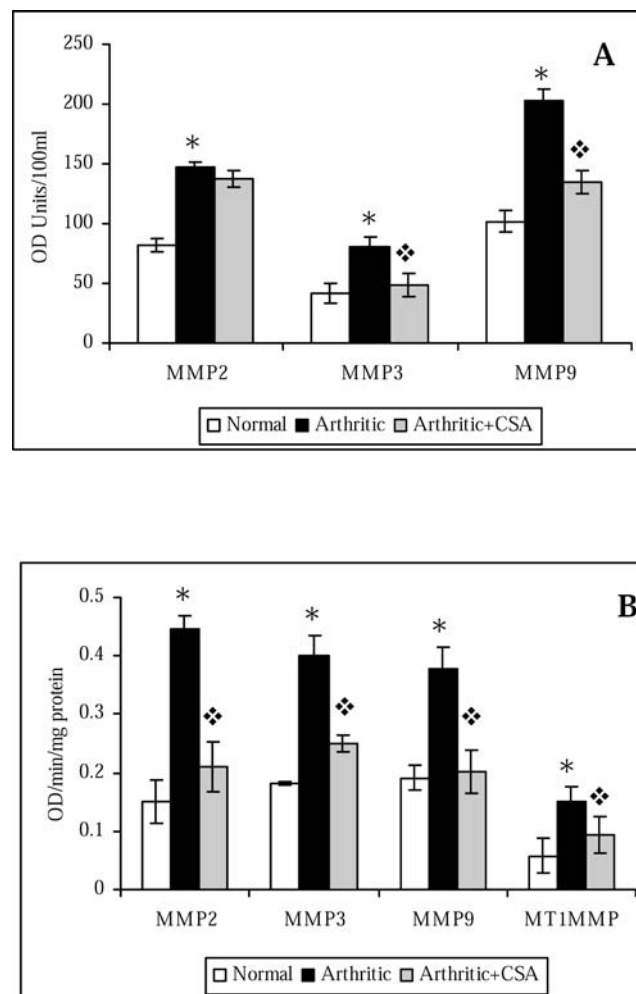 A
250
200
150
100
50
0
OD Units/100ml
* * * ❖ ❖
MMP2 MMP3 MMP9
Normal Arthritic Arthritic+CSA
B
0.5
0.4
0.3
0.2
0.1
0
OD/min/mg protein
* * * * ❖ ❖ ❖ ❖
MMP2 MMP3 MMP9 MT1MMP
Normal Arthritic Arthritic+CSA